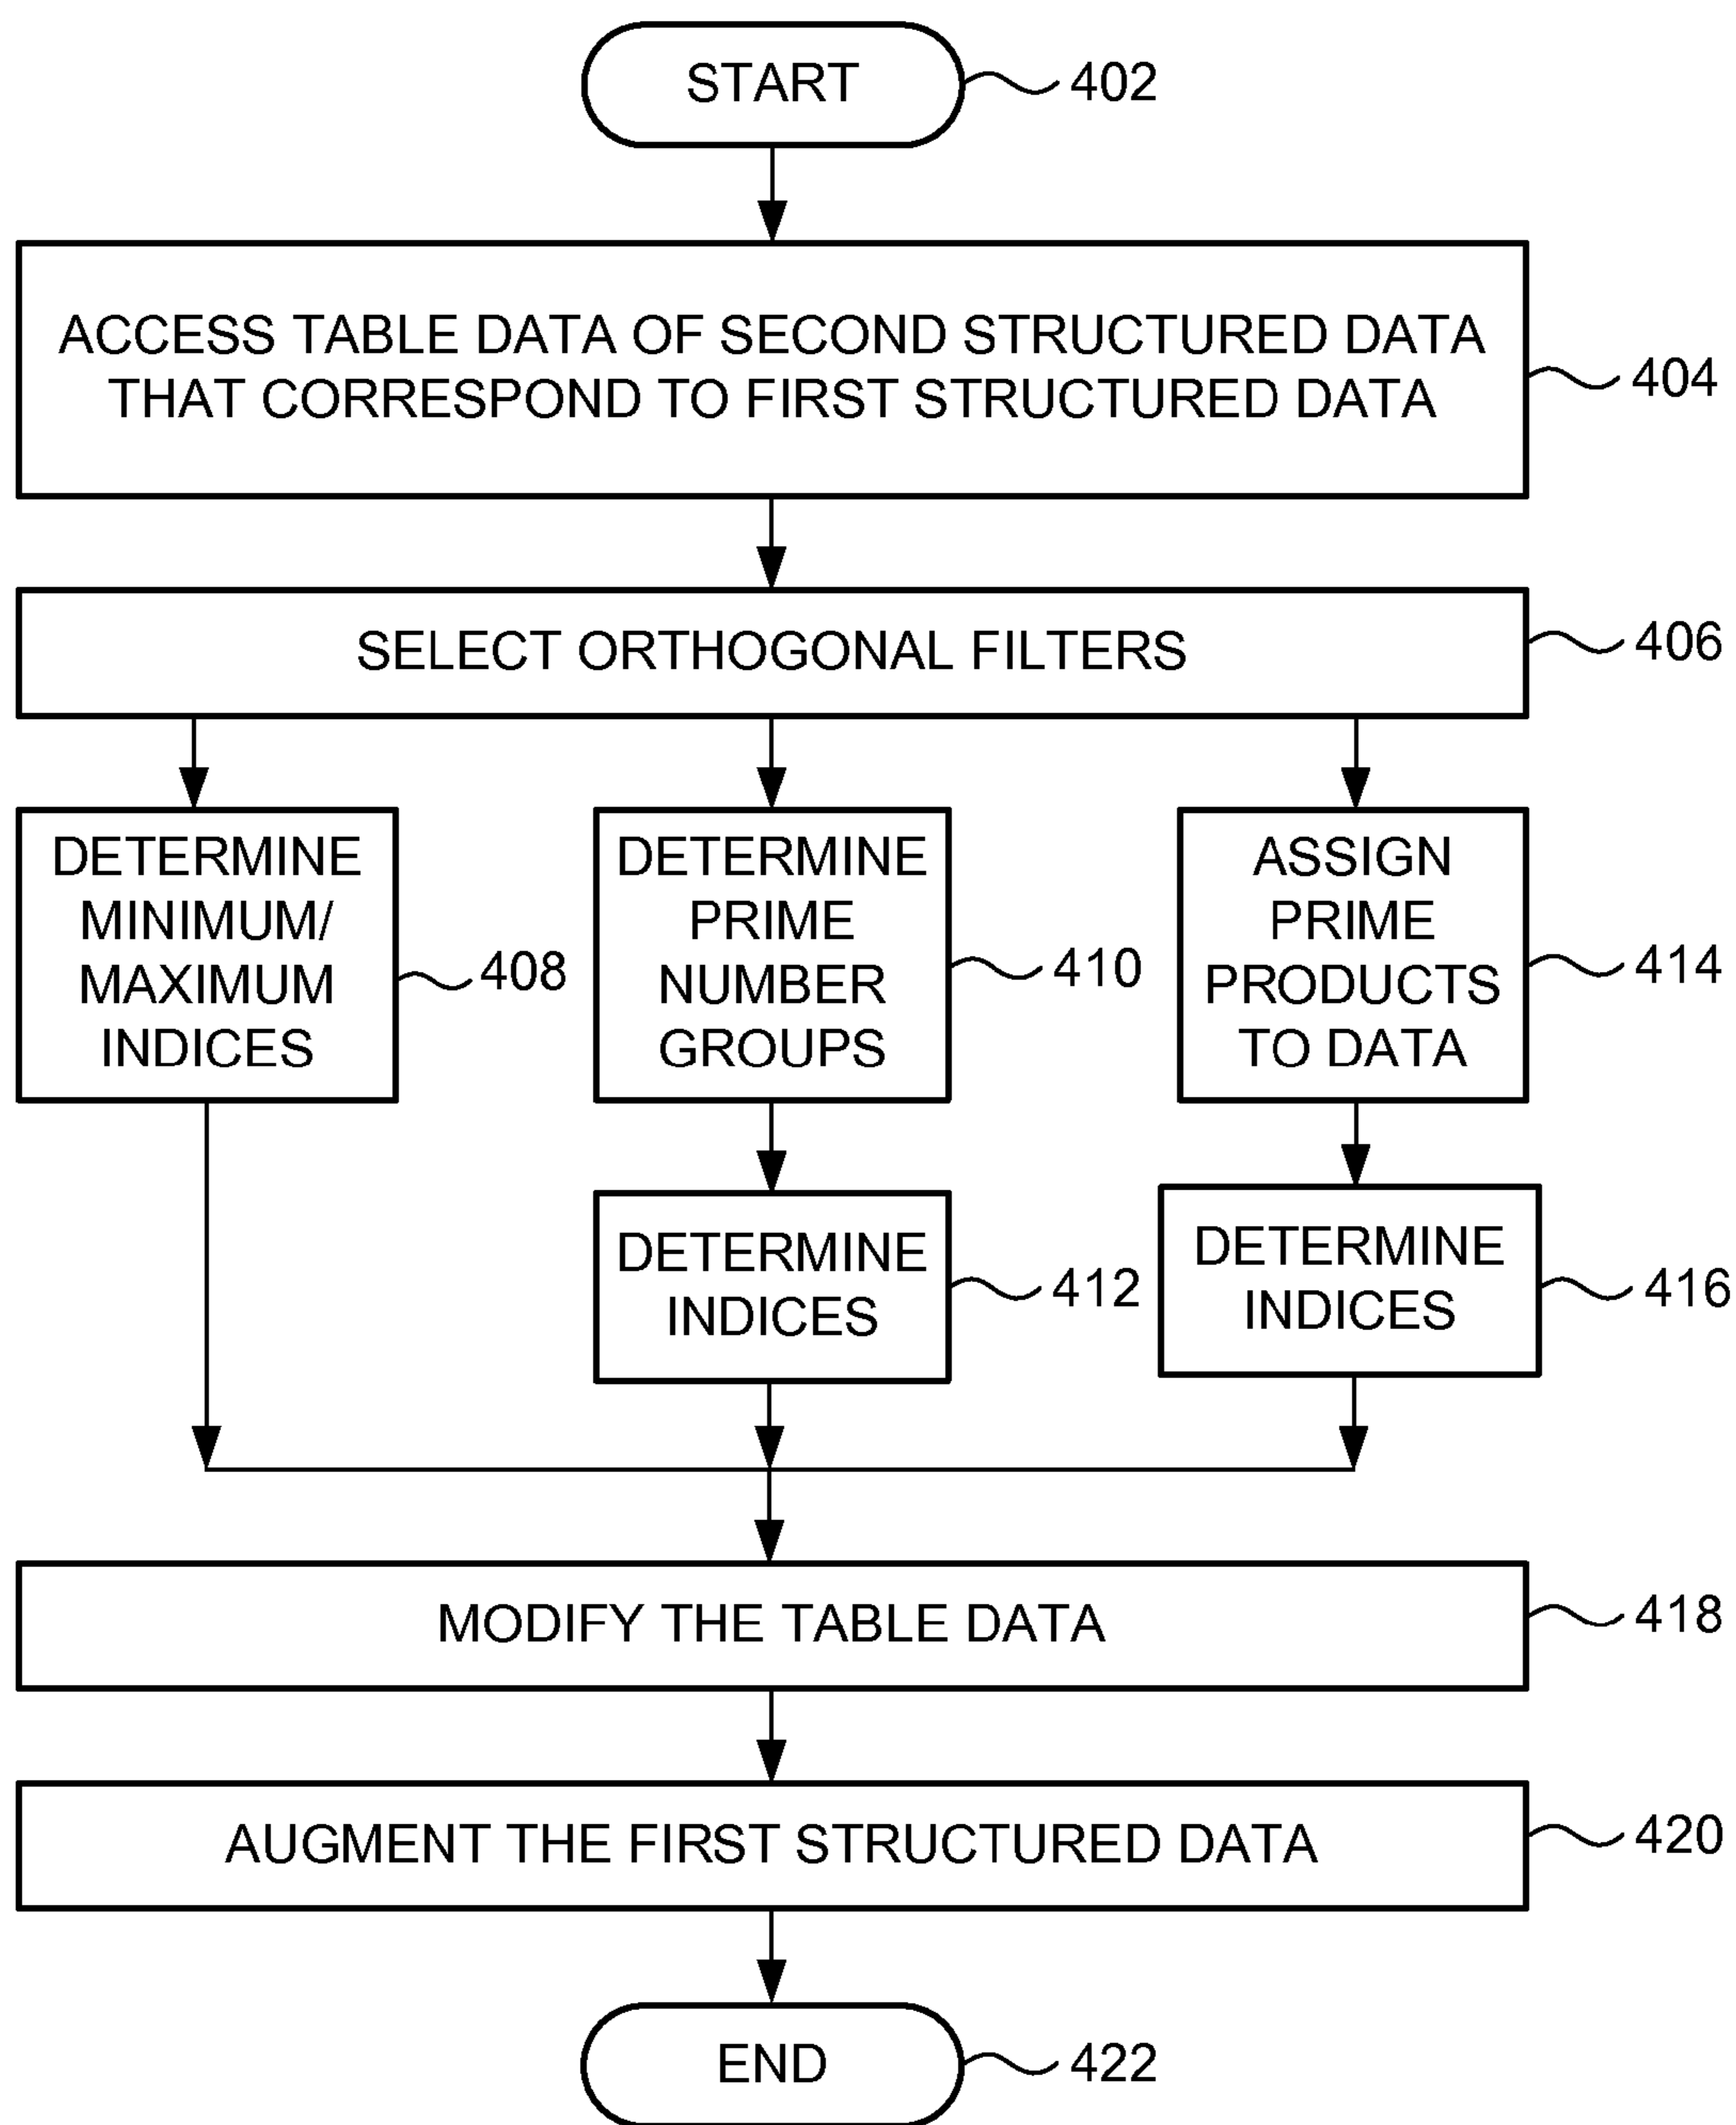 START
402
ACCESS TABLE DATA OF SECOND STRUCTURED DATA
THAT CORRESPOND TO FIRST STRUCTURED DATA
404
SELECT ORTHOGONAL FILTERS
406
DETERMINE
MINIMUM/
MAXIMUM
INDICES
408
DETERMINE
PRIME
NUMBER
GROUPS
410
ASSIGN
PRIME
PRODUCTS
TO DATA
414
DETERMINE
INDICES
412
DETERMINE
INDICES
416
MODIFY THE TABLE DATA
418
AUGMENT THE FIRST STRUCTURED DATA
420
END
422